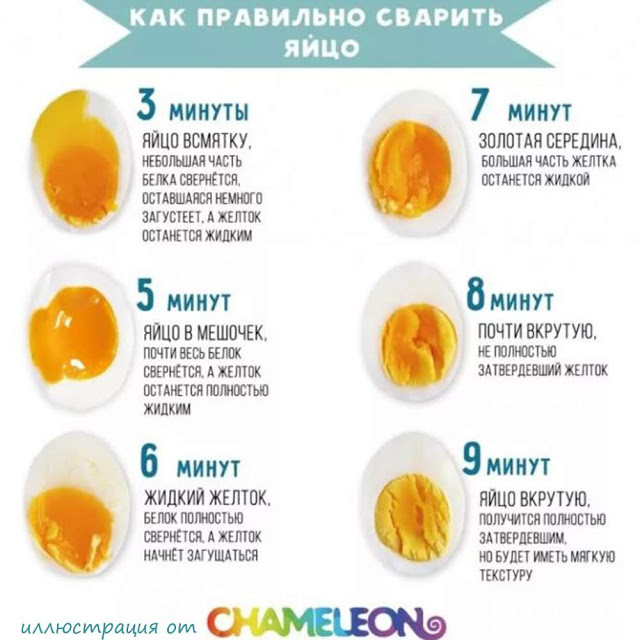 КАК ПРАВИЛЬНО СВАРИТЬ
ЯЙЦО
3 МИНУТЫ
ЯЙЦО ВСМЯТКУ,
НЕБОЛЬШАЯ ЧАСТЬ
БЕЛКА СВЕРНЁТСЯ,
ОСТАВШАЯСЯ НЕМНОГО
ЗАГУСТЕЕТ, А ЖЕЛТОК
ОСТАНЕТСЯ ЖИДКИМ
5 МИНУТ
ЯЙЦО В МЕШОЧЕК,
ПОЧТИ ВЕСЬ БЕЛОК
СВЕРНЁТСЯ, А ЖЕЛТОК
ОСТАНЕТСЯ ПОЛНОСТЬЮ
ЖИДКИМ
6 МИНУТ
ЖИДКИЙ ЖЕЛТОК,
БЕЛОК ПОЛНОСТЬЮ
СВЕРНЁТСЯ, А ЖЕЛТОК
НАЧНЁТ ЗАГУЩАТЬСЯ
7 МИНУТ
ЗОЛОТАЯ СЕРЕДИНА,
БОЛЬШАЯ ЧАСТЬ ЖЕЛТКА
ОСТАНЕТСЯ ЖИДКОЙ
8 МИНУТ
ПОЧТИ ВКРУТУЮ,
НЕ ПОЛНОСТЬЮ
ЗАТВЕРДЕВШИЙ ЖЕЛТОК
9 МИНУТ
ЯЙЦО ВКРУТУЮ,
ПОЛУЧИТСЯ ПОЛНОСТЬЮ
ЗАТВЕРДЕВШИМ,
НО БУДЕТ ИМЕТЬ МЯГКУЮ
ТЕКСТУРУ
иллюстрация от CHAMELEON